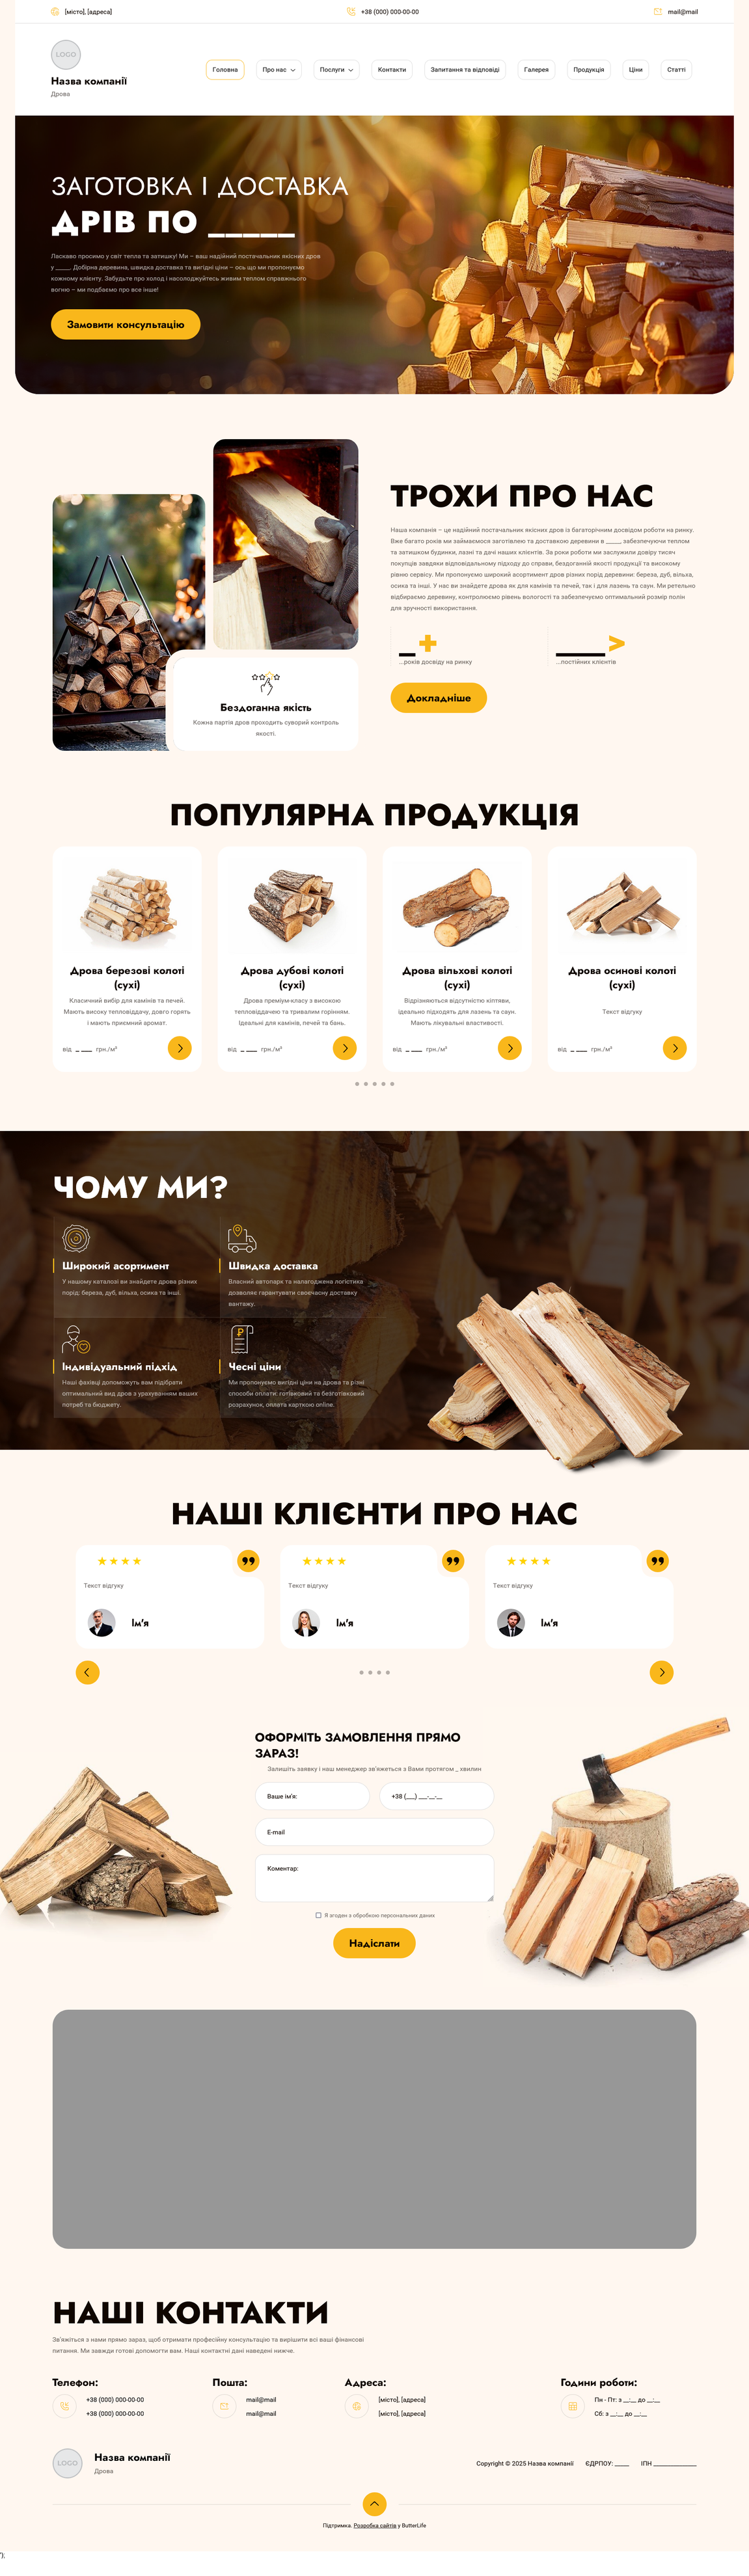 [місто], [адреса]
+38 (000) 000-00-00
mail@mail
LOGO
Назва компанії
Дрова
Головна
Про нас
Послуги
Контакти
Запитання та відповіді
Галерея
Продукція
Ціни
Статті
ЗАГОТОВКА І ДОСТАВКА
ДРІВ ПО _____
Ласкаво просимо у світ тепла та затишку! Ми – ваш надійний постачальник якісних дров
у _____. Добірна деревина, швидка доставка та вигідні ціни – ось що ми пропонуємо
кожному клієнту. Забудьте про холод і насолоджуйтесь живим теплом справжнього
вогню – ми подбаємо про все інше!
Замовити консультацію
Бездоганна якість
Кожна партія дров проходить суворий контроль
якості.
ТРОХИ ПРО НАС
Наша компанія – це надійний постачальник якісних дров із багаторічним досвідом роботи на ринку.
Вже багато років ми займаємося заготівлею та доставкою деревини в _____, забезпечуючи теплом
та затишком будинки, лазні та дачі наших клієнтів. За роки роботи ми заслужили довіру тисяч
покупців завдяки відповідальному підходу до справи, бездоганній якості продукції та високому
рівню сервісу. Ми пропонуємо широкий асортимент дров різних порід деревини: береза, дуб, вільха,
осика та інші. У нас ви знайдете дрова як для камінів та печей, так і для лазень та саун. Ми ретельно
відбираємо деревину, контролюємо рівень вологості та забезпечуємо оптимальний розмір полін
для зручності використання.
__+
...років досвіду на ринку
______>
...постійних клієнтів
Докладніше
ПОПУЛЯРНА ПРОДУКЦІЯ
Дрова березові колоті
(сухі)
Класичний вибір для камінів та печей.
Мають високу тепловіддачу, довго горять
і мають приємний аромат.
від _ ___ грн./м³
Дрова дубові колоті
(сухі)
Дрова преміум-класу з високою
тепловіддачею та тривалим горінням.
Ідеальні для камінів, печей та бань.
від _ ___ грн./м³
Дрова вільхові колоті
(сухі)
Відрізняються відсутністю кіптяви,
ідеально підходять для лазень та саун.
Мають лікувальні властивості.
від _ ___ грн./м³
Дрова осинові колоті
(сухі)
Текст відгуку
від _ ___ грн./м³
ЧОМУ МИ?
Широкий асортимент
У нашому каталозі ви знайдете дрова різних
порід: береза, дуб, вільха, осика та інші.
Швидка доставка
Власний автопарк та налагоджена логістика
дозволяє гарантувати своєчасну доставку
вантажу.
Індивідуальний підхід
Наші фахівці допоможуть вам підібрати
оптимальний вид дров з урахуванням ваших
потреб та бюджету.
Чесні ціни
Ми пропонуємо вигідні ціни на дрова та різні
способи оплати: готівковий та безготівковий
розрахунок, оплата карткою online.
НАШІ КЛІЄНТИ ПРО НАС
Текст відгуку
Ім'я
Текст відгуку
Ім'я
Текст відгуку
Ім'я
ОФОРМІТЬ ЗАМОВЛЕННЯ ПРЯМО
ЗАРАЗ!
Залишіть заявку і наш менеджер зв'яжеться з Вами протягом _ хвилин
Ваше ім'я:
+38 (___) ___-__-__
E-mail
Коментар:
Я згоден з обробкою персональних даних
Надіслати
НАШІ КОНТАКТИ
Зв'яжіться з нами прямо зараз, щоб отримати професійну консультацію та вирішити всі ваші фінансові
питання. Ми завжди готові допомогти вам. Наші контактні дані наведені нижче.
Телефон:
+38 (000) 000-00-00
+38 (000) 000-00-00
Пошта:
mail@mail
mail@mail
Адреса:
[місто], [адреса]
[місто], [адреса]
Години роботи:
Пн - Пт: з __:__ до __:__
Сб: з __:__ до __:__
LOGO
Назва компанії
Дрова
Copyright © 2025 Назва компанії
ЄДРПОУ: _____
ІПН _______________
Підтримка. Розробка сайтів у ButterLife
');